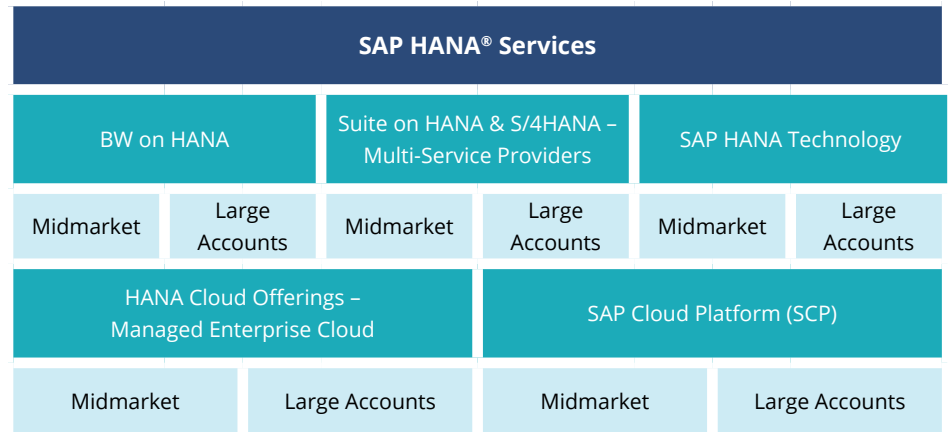 SAP HANA® Services
BW on HANA
Suite on HANA & S/4HANA –
Multi-Service Providers
SAP HANA Technology
Midmarket
Large
Accounts
Midmarket
Large
Accounts
Midmarket
Large
Accounts
HANA Cloud Offerings –
Managed Enterprise Cloud
SAP Cloud Platform (SCP)
Midmarket
Large Accounts
Midmarket
Large Accounts